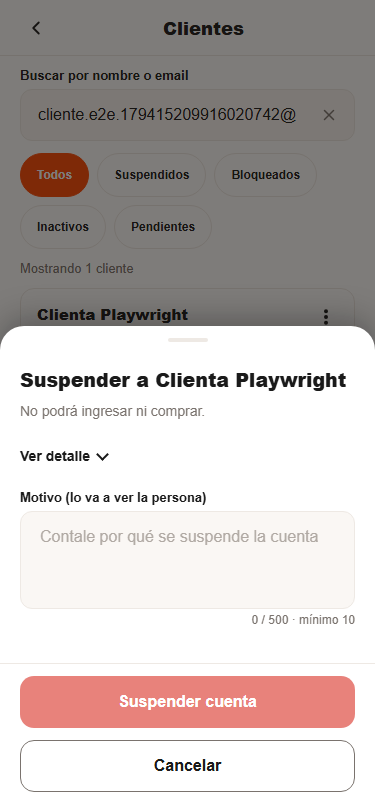 Clientes
Buscar por nombre o email
cliente.e2e.179415209916020742@
Todos
Suspendidos
Bloqueados
Inactivos
Pendientes
Mostrando 1 cliente
Clienta Playwright
Suspender a Clienta Playwright
No podrá ingresar ni comprar.
Ver detalle
Motivo (lo va a ver la persona)
Contale por qué se suspende la cuenta
0 / 500 · mínimo 10
Suspender cuenta
Cancelar